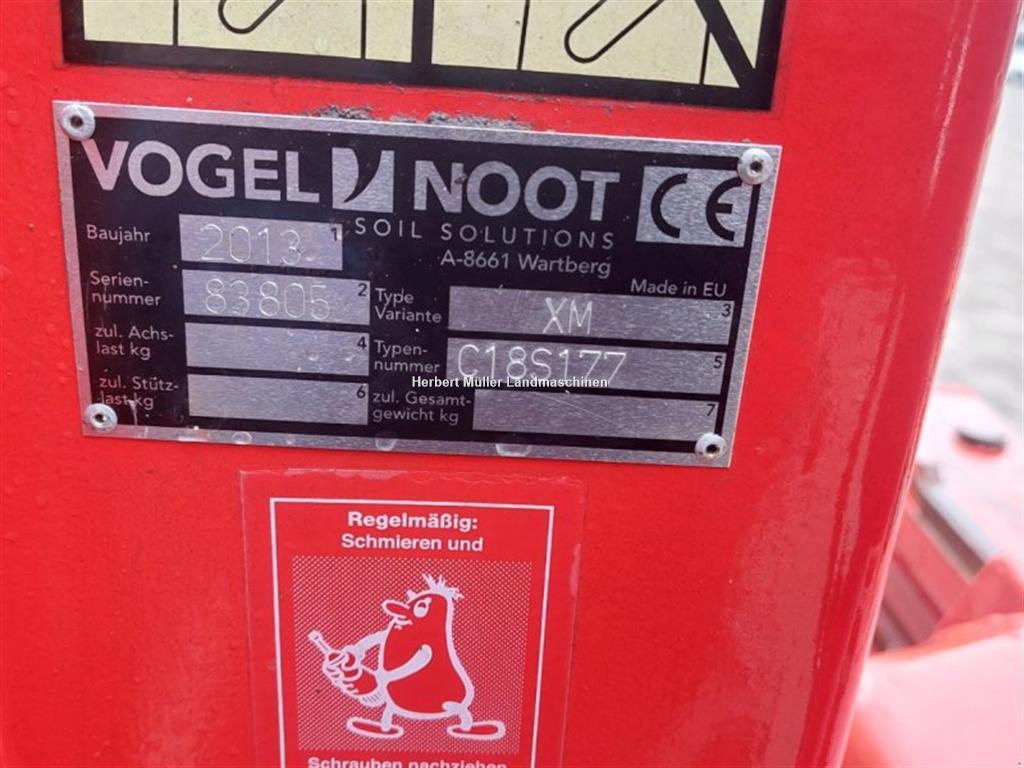 VOGEL NOOT CE
SOIL SOLUTIONS
A-8661 Wartberg
Made in EU
Baujahr 2013 1
Serien-
nummer 83805 2
Type
Variante XM 3
zul. Achs-
last kg 4
Typen-
nummer C18S177 5
zul. Stütz-
last kg 6
zul. Gesamt-
gewicht kg 7
Herbert Müller Landmaschinen
Regelmäßig:
Schmieren und
Schrauben nachziehen